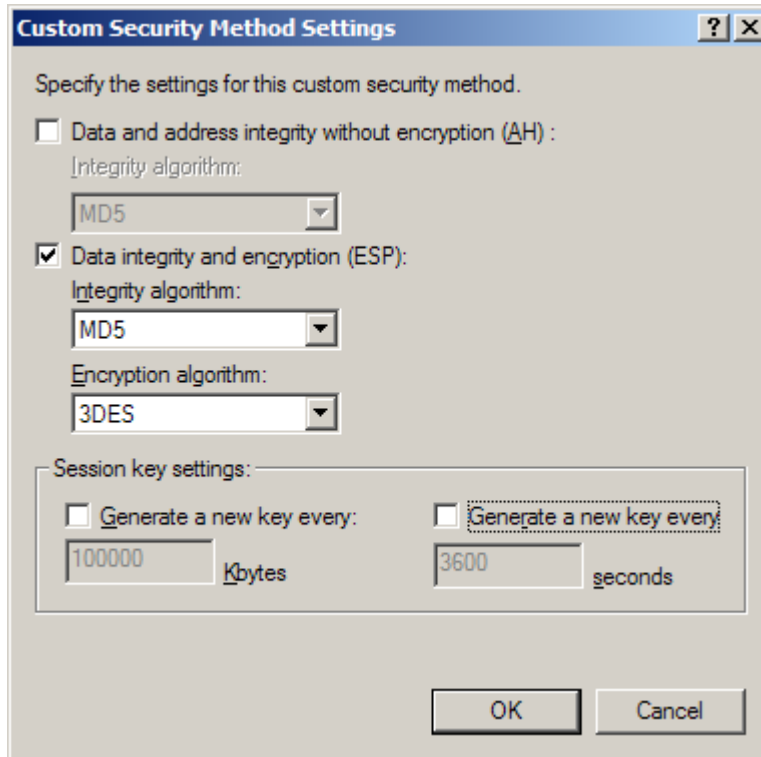 Custom Security Method Settings
Specify the settings for this custom security method.
Data and address integrity without encryption (AH) :
Integrity algorithm:
MD5
Data integrity and encryption (ESP):
Integrity algorithm:
MD5
Encryption algorithm:
3DES
Session key settings:
Generate a new key every: Generate a new key every
100000 Kbytes 3600 seconds
OK Cancel